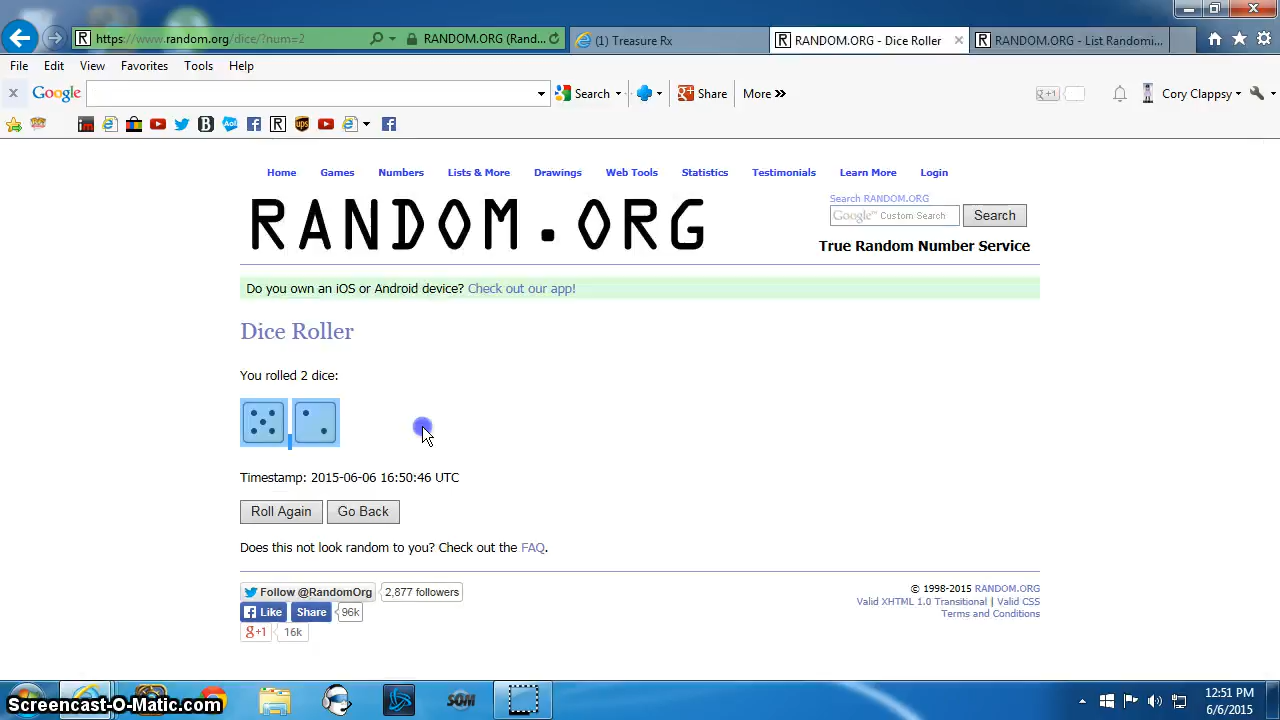 https://www.random.org/dice/?num=2
RANDOM.ORG (Rand...
(1) Treasure Rx
RANDOM.ORG - Dice Roller
RANDOM.ORG - List Randomi...
File Edit View Favorites Tools Help
Google
Search
Share
More »
g+1
Cory Clappsy
Home Games Numbers Lists & More Drawings Web Tools Statistics Testimonials Learn More Login
RANDOM.ORG
Search RANDOM.ORG
Google™ Custom Search
Search
True Random Number Service
Do you own an iOS or Android device? Check out our app!
Dice Roller
You rolled 2 dice:
Timestamp: 2015-06-06 16:50:46 UTC
Roll Again
Go Back
Does this not look random to you? Check out the FAQ.
Follow @RandomOrg
2,877 followers
Like
Share
96k
g+1
16k
© 1998-2015 RANDOM.ORG
Valid XHTML 1.0 Transitional | Valid CSS
Terms and Conditions
SOM
Screencast-O-Matic.com
12:51 PM
6/6/2015